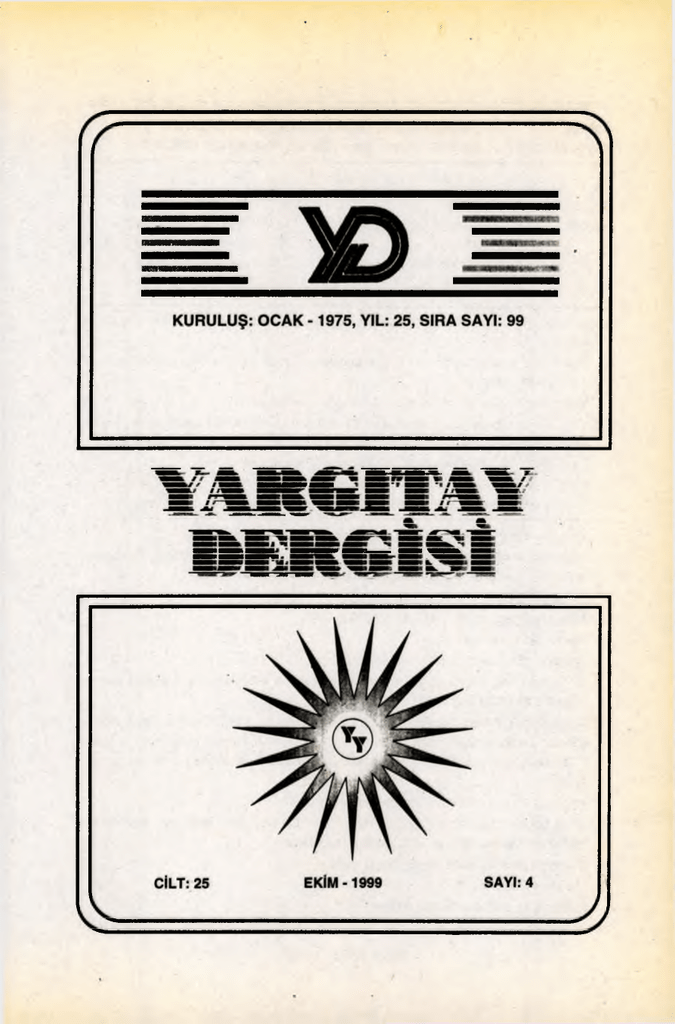 YD
KURULUŞ: OCAK - 1975, YIL: 25, SIRA SAYI: 99
YARGITAY
DERGİSİ
YY
CİLT: 25 EKİM - 1999 SAYI: 4